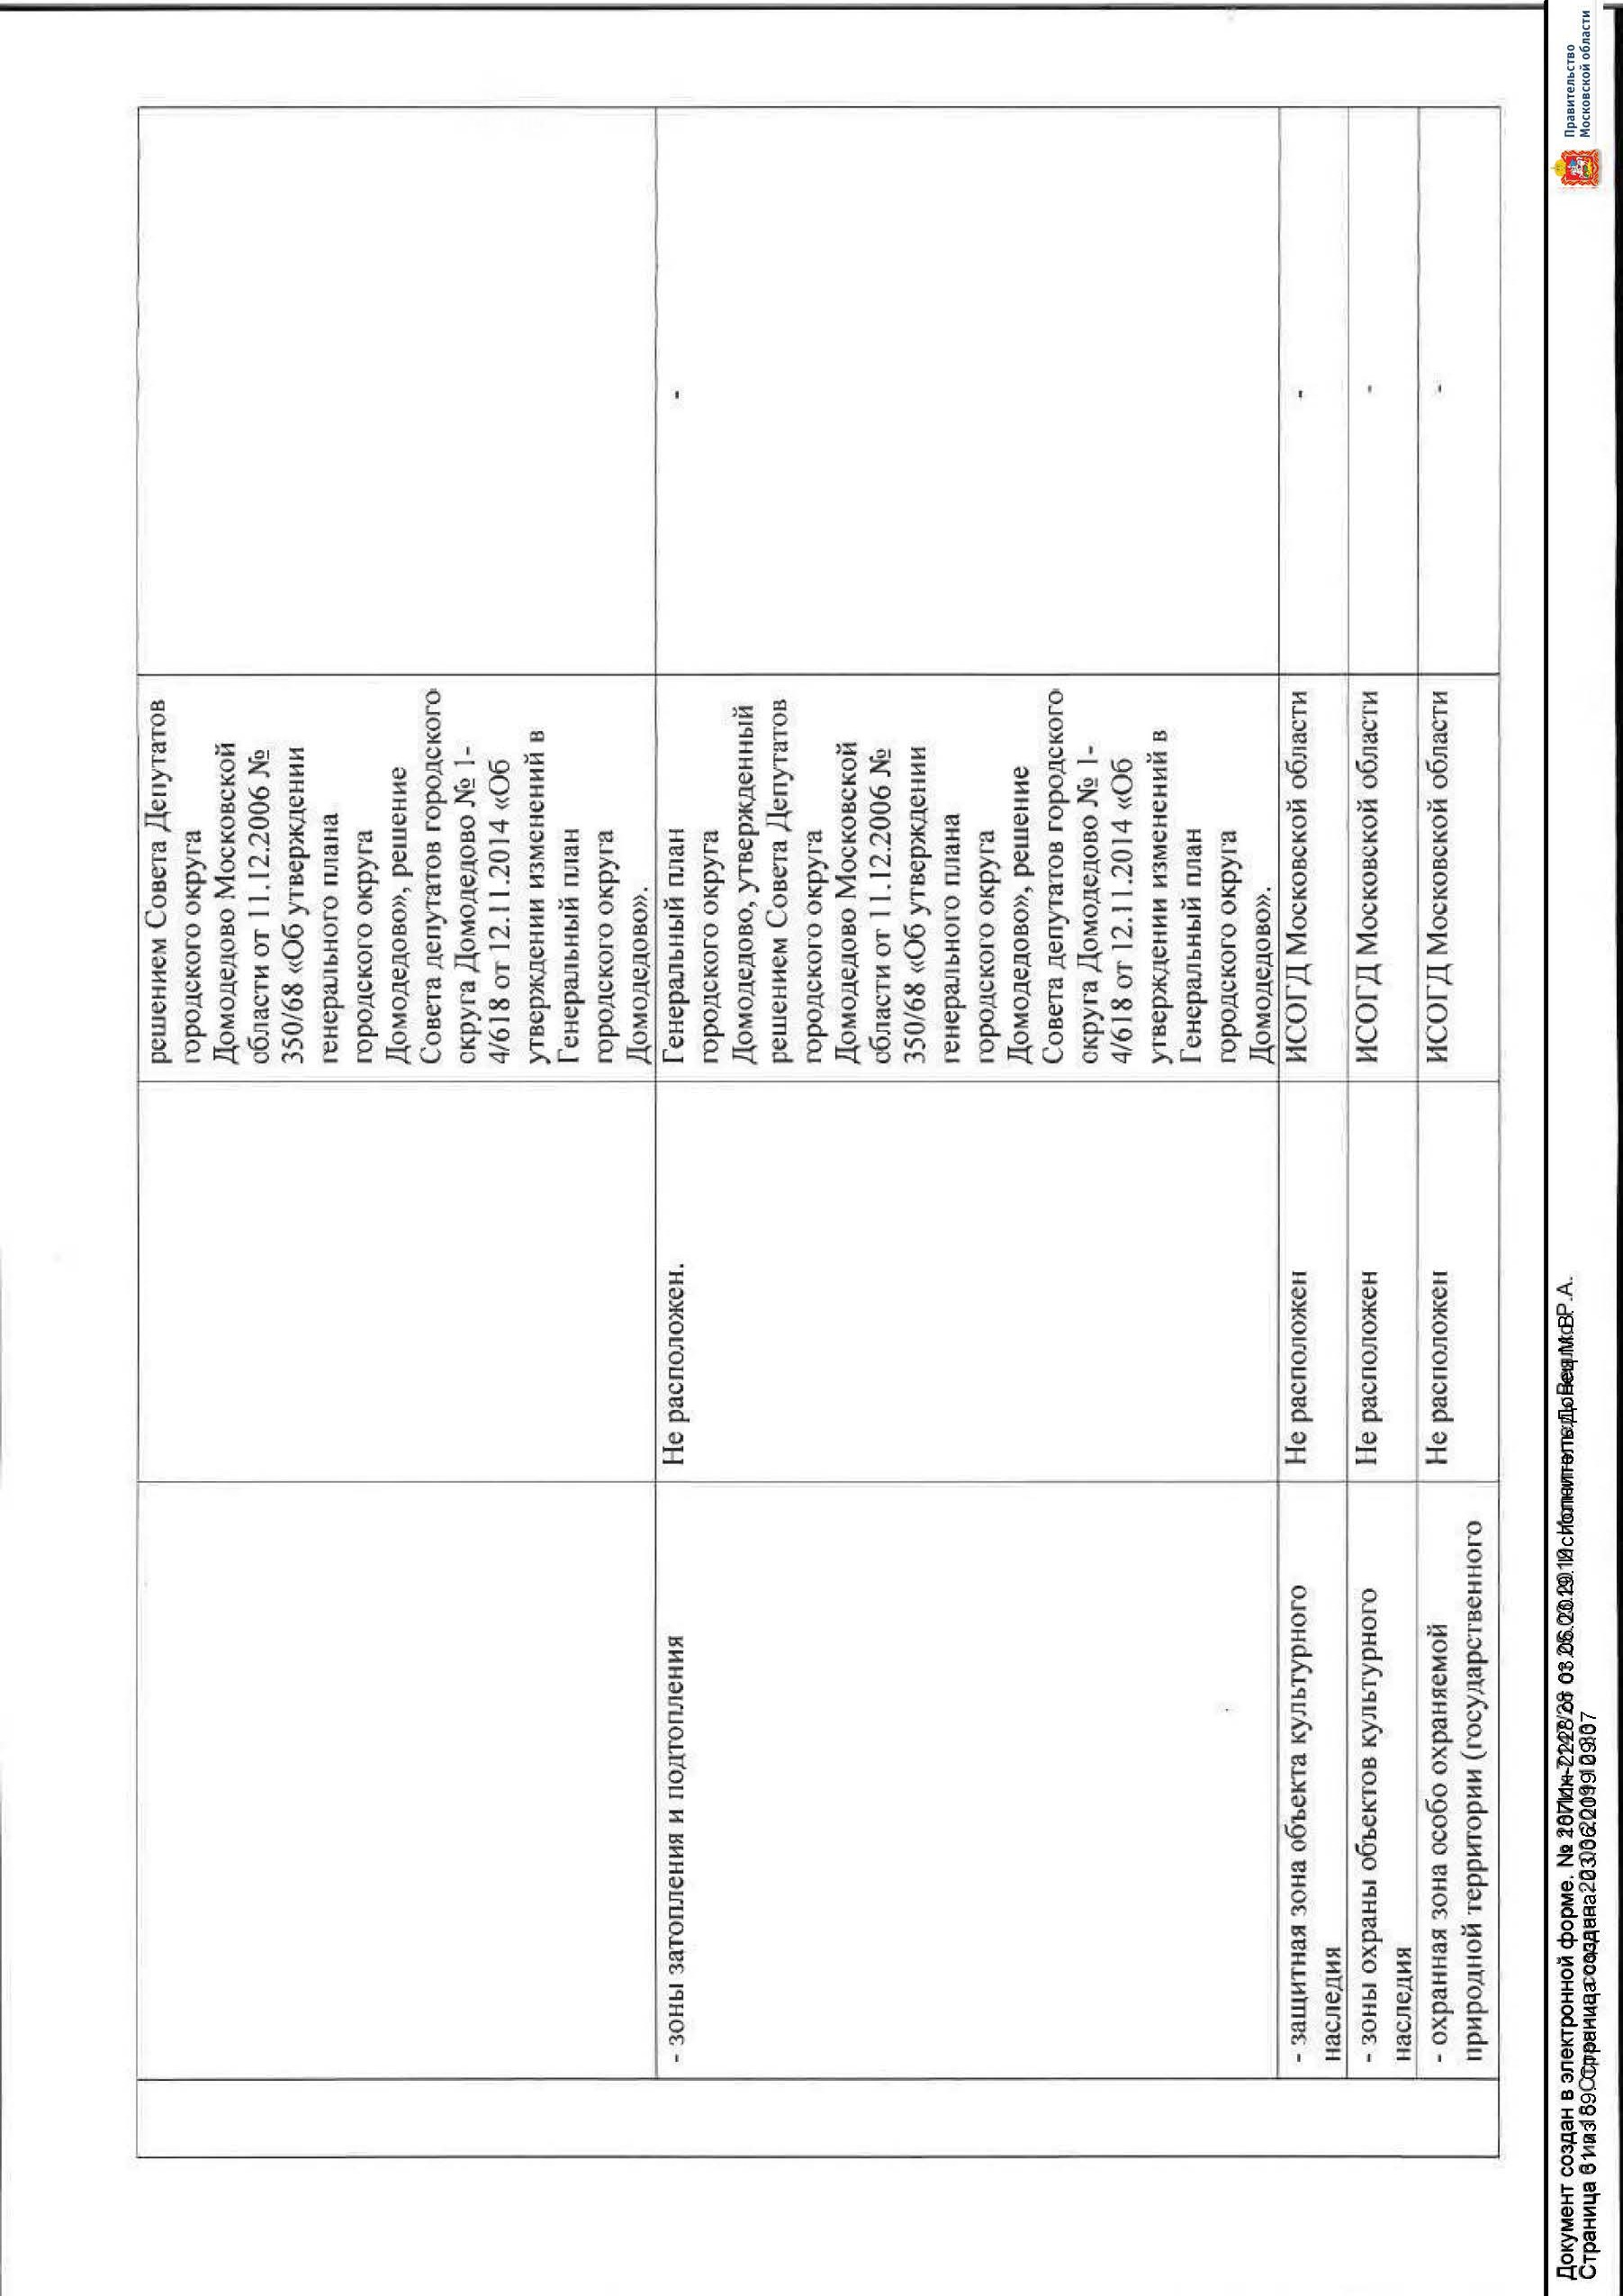 решением Совета Депутатов
городского округа
Домодедово Московской
области от 11.12.2006 №
350/68 «Об утверждении
генерального плана
городского округа
Домодедово», решение
Совета депутатов городского
округа Домодедово № 1-
4/618 от 12.11.2014 «Об
утверждении изменений в
Генеральный план
городского округа
Домодедово».
- зоны затопления и подтопления
Не расположен.
Генеральный план
городского округа
Домодедово, утвержденный
решением Совета Депутатов
городского округа
Домодедово Московской
области от 11.12.2006 №
350/68 «Об утверждении
генерального плана
городского округа
Домодедово», решение
Совета депутатов городского
округа Домодедово № 1-
4/618 от 12.11.2014 «Об
утверждении изменений в
Генеральный план
городского округа
Домодедово».
-
- защитная зона объекта культурного
наследия
Не расположен
ИСОГД Московской области
-
- зоны охраны объектов культурного
наследия
Не расположен
ИСОГД Московской области
-
- охранная зона особо охраняемой
природной территории (государственного
Не расположен
ИСОГД Московской области
-
Документ создан в электронной форме. №
Страница
Правительство
Московской области